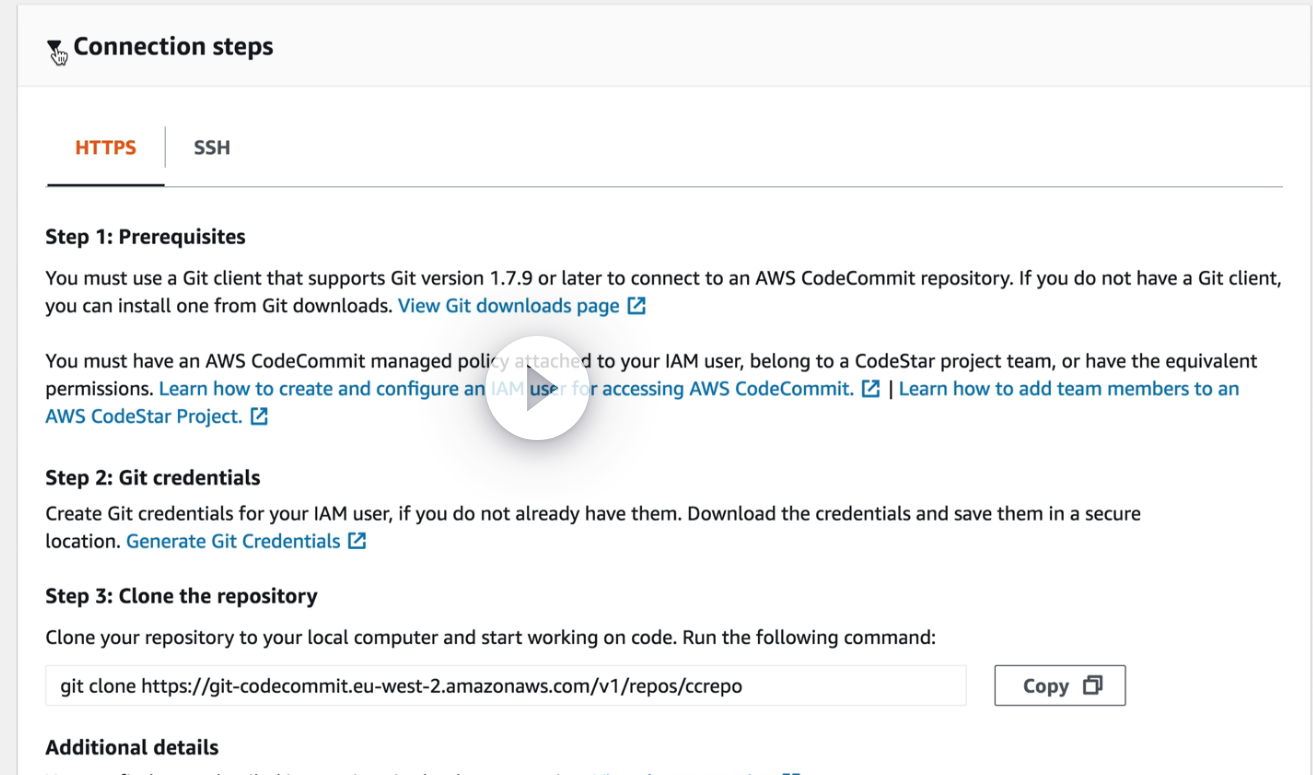 Connection steps
HTTPS
SSH
Step 1: Prerequisites
You must use a Git client that supports Git version 1.7.9 or later to connect to an AWS CodeCommit repository. If you do not have a Git client,
you can install one from Git downloads. View Git downloads page
You must have an AWS CodeCommit managed policy attached to your IAM user, belong to a CodeStar project team, or have the equivalent
permissions. Learn how to create and configure an IAM user for accessing AWS CodeCommit. | Learn how to add team members to an
AWS CodeStar Project.
Step 2: Git credentials
Create Git credentials for your IAM user, if you do not already have them. Download the credentials and save them in a secure
location. Generate Git Credentials
Step 3: Clone the repository
Clone your repository to your local computer and start working on code. Run the following command:
git clone https://git-codecommit.eu-west-2.amazonaws.com/v1/repos/ccrepo
Copy
Additional details